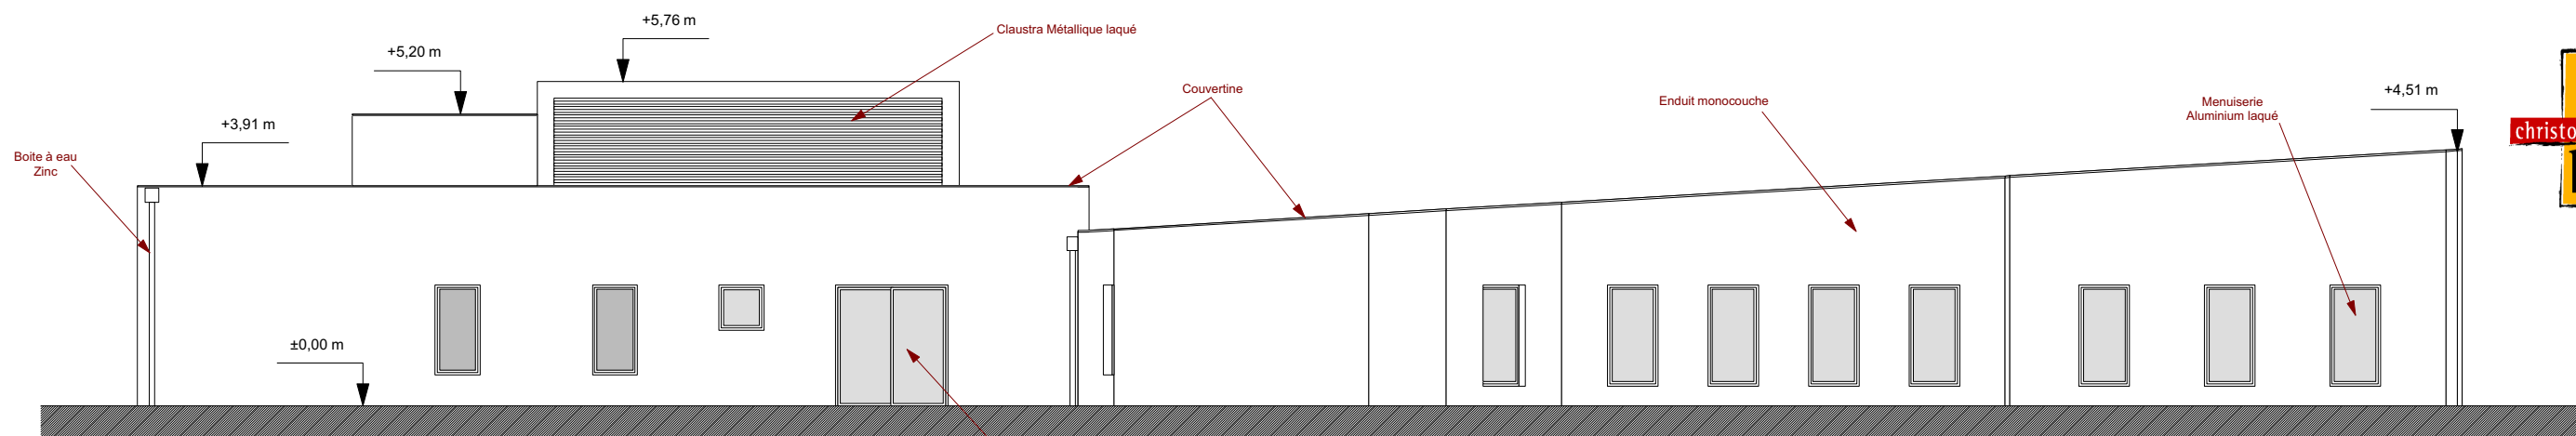 +5,76 m
Claustra Métallique laqué
+5,20 m
Couvertine
+4,51 m
Enduit monocouche
Menuiserie
Aluminium laqué
+3,91 m
Boite à eau
Zinc
±0,00 m
christo